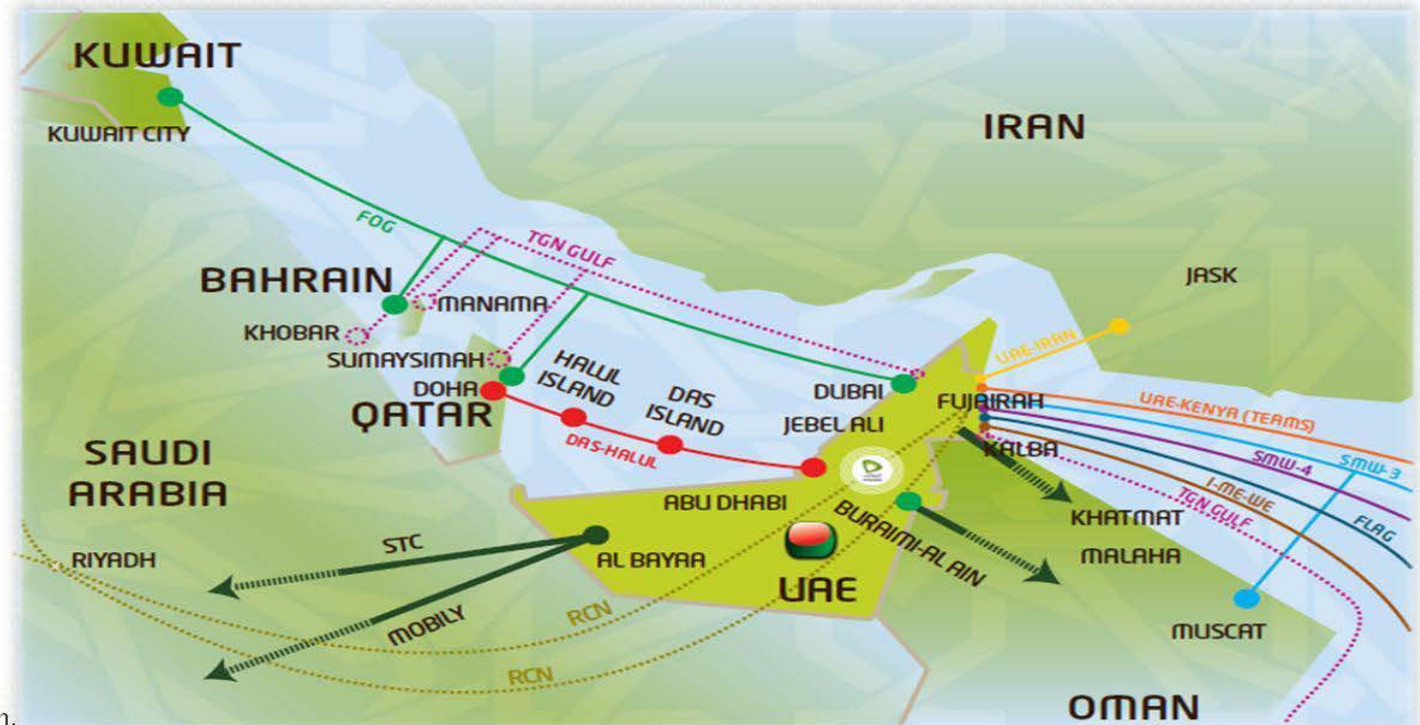 KUWAIT
KUWAIT CITY
IRAN
FOG
TGN GULF
BAHRAIN
MANAMA
KHOBAR
SUMAYSIMAH
DOHA
QATAR
HALUL
ISLAND
DAS
ISLAND
DAS-HALUL
DUBAI
JEBEL ALI
JASK
UAE-IRAN
FUJAIRAH
UAE-KENYA (TEAMS)
SMW-3
SMW-4
I-ME-WE
TGN GULF
FLAG
KALBA
KHATMAT
MALAHA
MUSCAT
OMAN
SAUDI
ARABIA
RIYADH
STC
MOBILY
ABU DHABI
AL BAYAA
BURAIMI-AL AIN
UAE
RCN
RCN